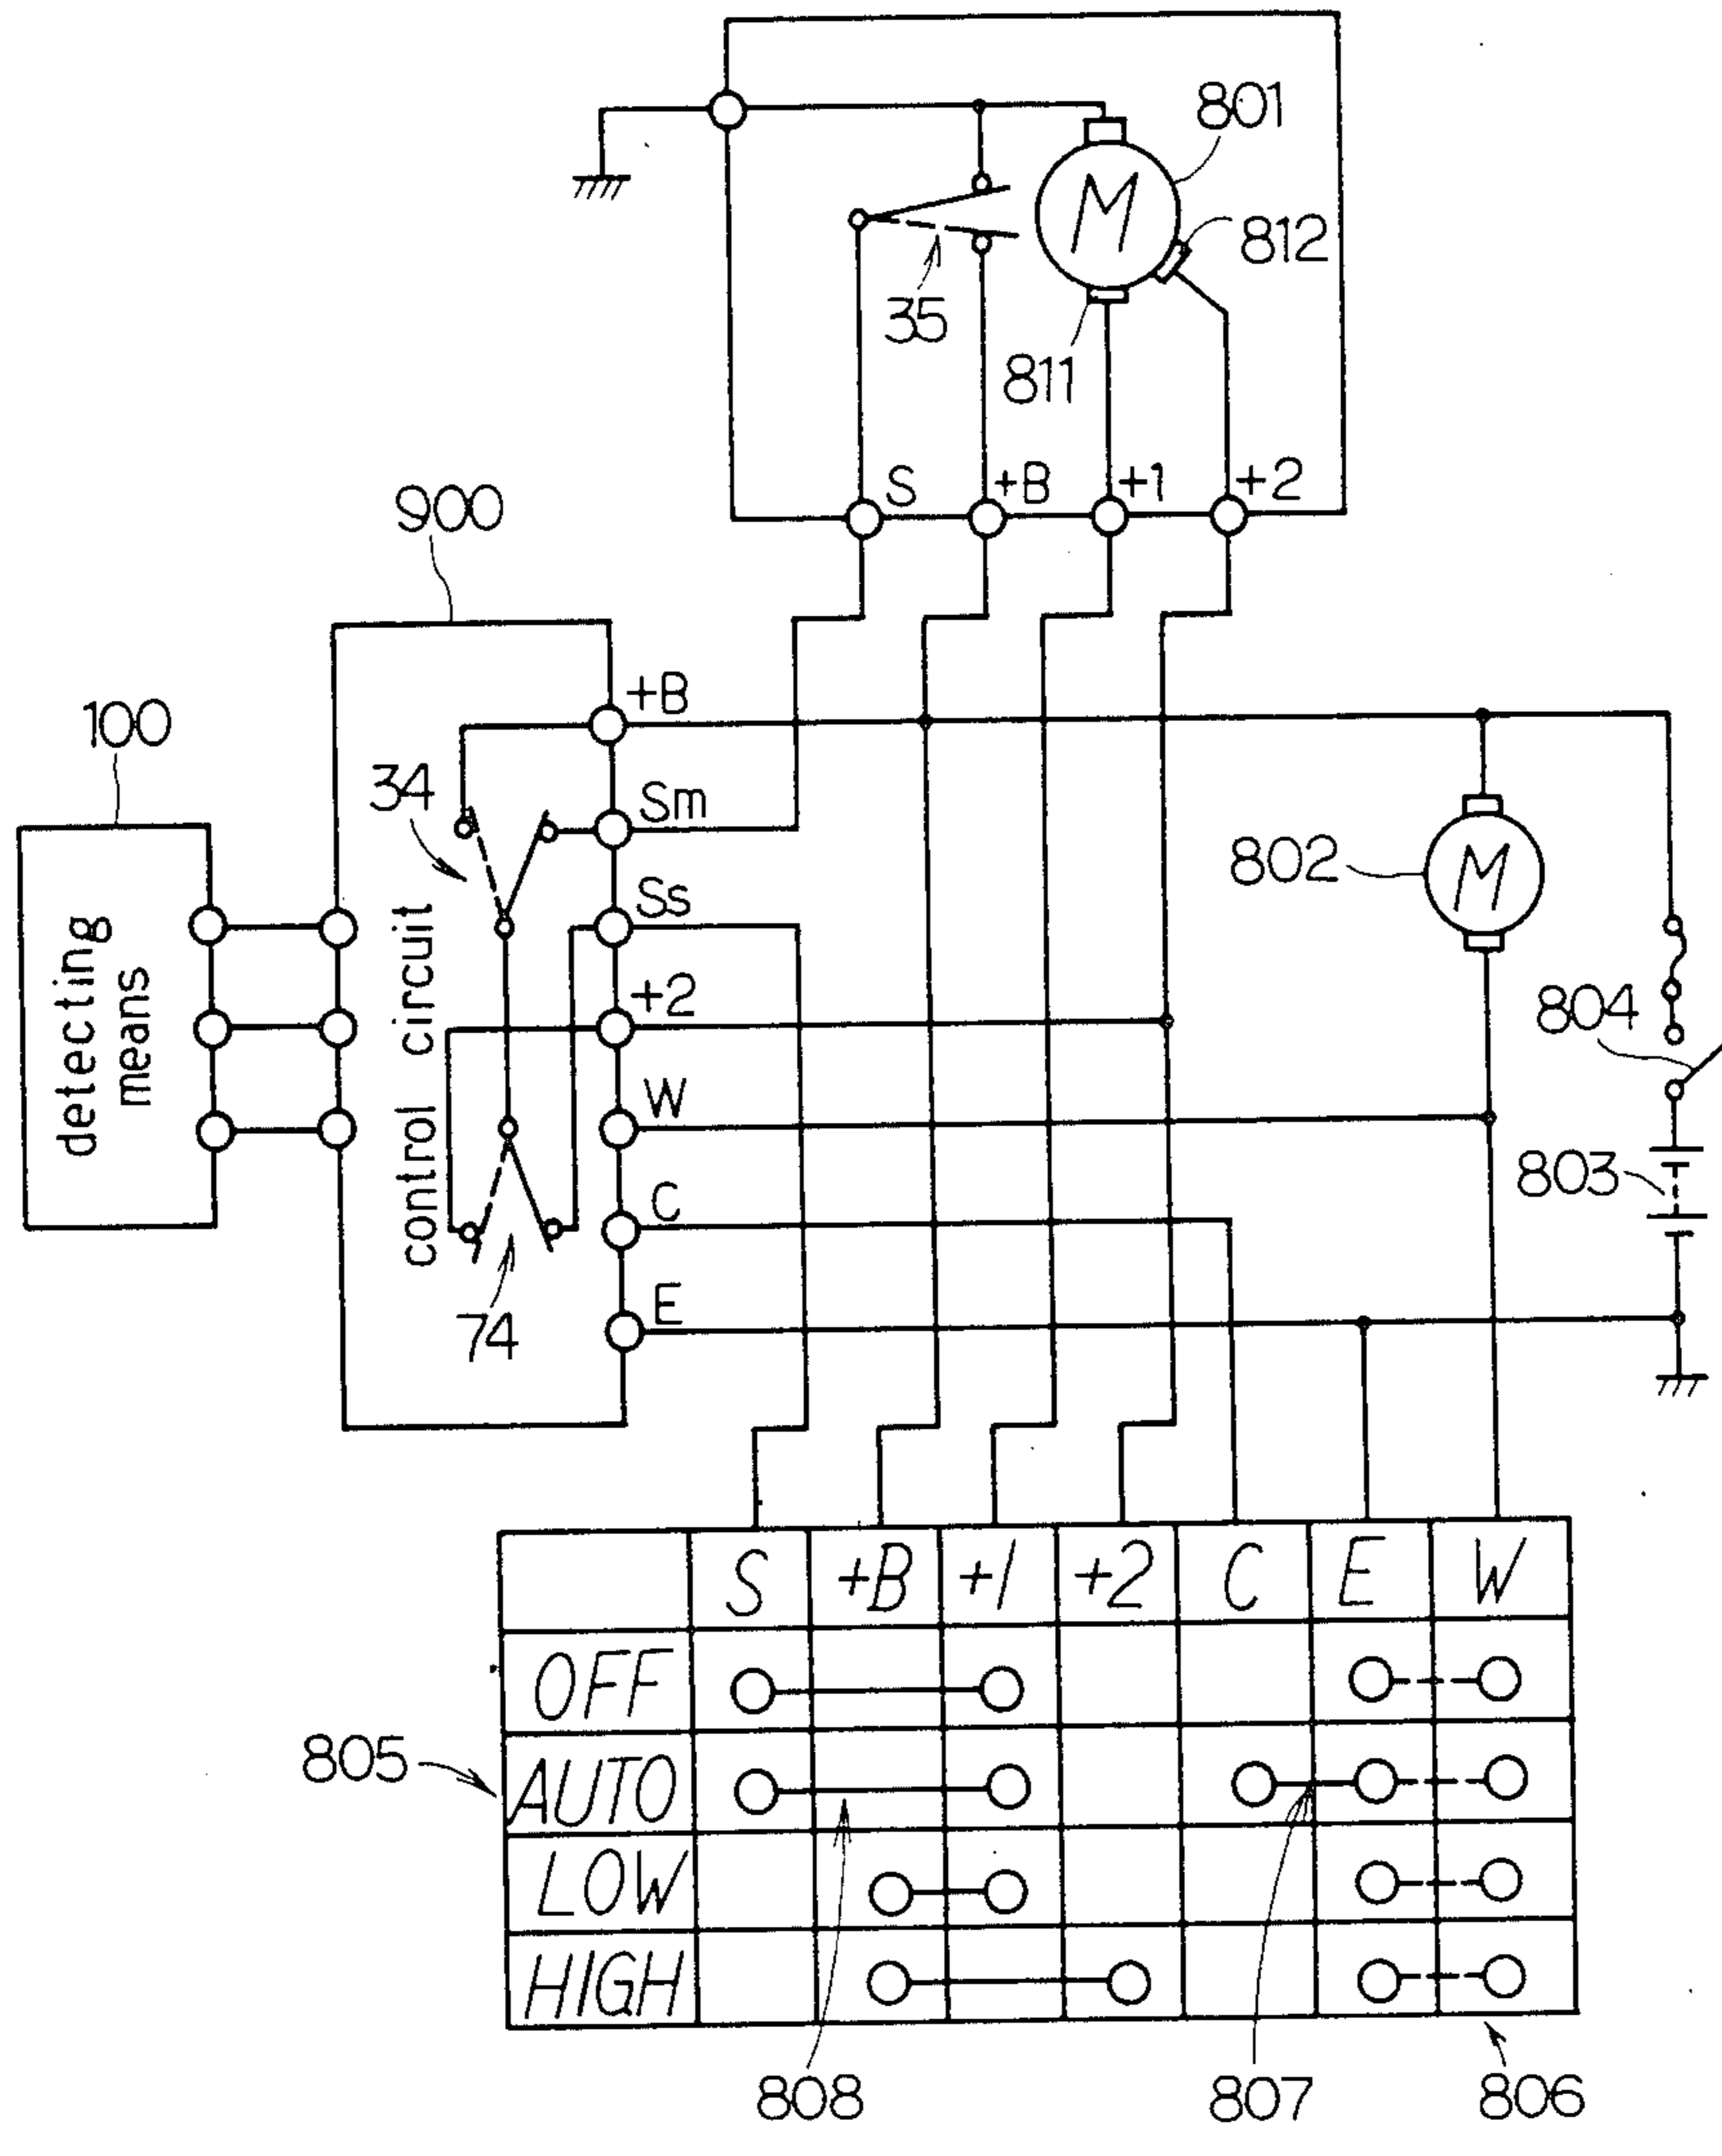 801
M
812
35
811
S +B +1 +2
900
+B
100
34
Sm
802
M
Ss
detecting
means
control circuit
+2
804
W
803
C
74
E
S +B +1 +2 C E W
OFF
805
AUTO
LOW
HIGH
808
807
806